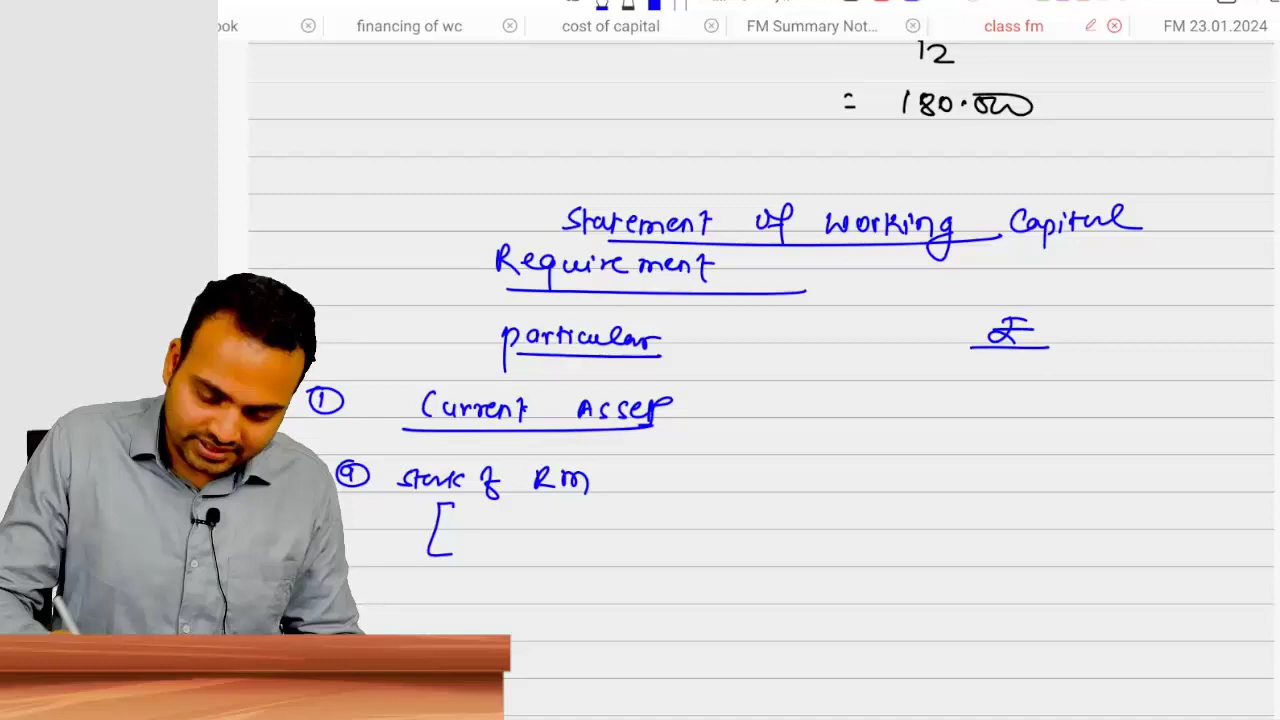 ook financing of wc cost of capital FM Summary Not... class fm FM 23.01.2024
12
= 180.000
Statement of working Capital
Requirement
particular ₹
① Current Asset
ⓐ stock of RM
[